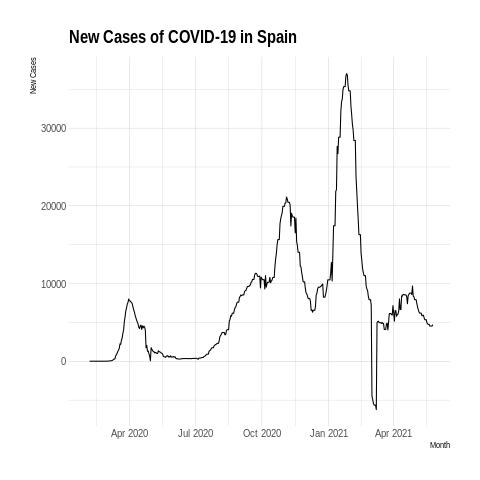 New Cases of COVID-19 in Spain
New Cases
30000
20000
10000
0
Apr 2020 Jul 2020 Oct 2020 Jan 2021 Apr 2021
Month